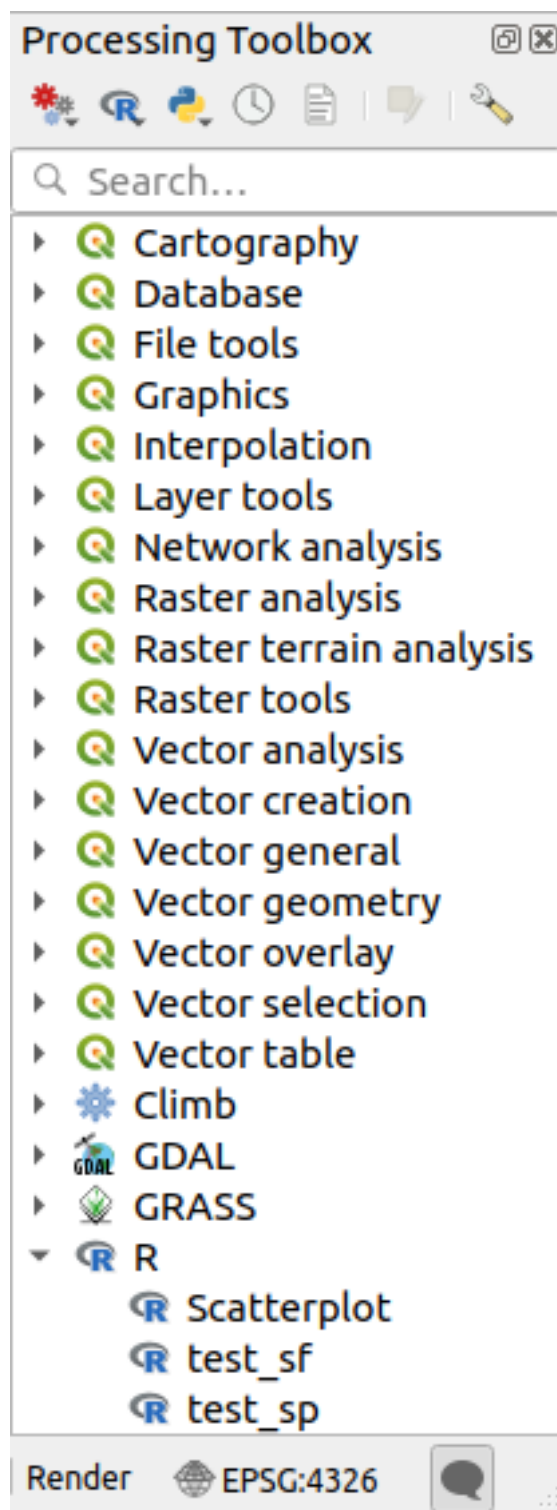 Processing Toolbox
Search...
Cartography
Database
File tools
Graphics
Interpolation
Layer tools
Network analysis
Raster analysis
Raster terrain analysis
Raster tools
Vector analysis
Vector creation
Vector general
Vector geometry
Vector overlay
Vector selection
Vector table
Climb
GDAL GDAL
GRASS
R R
R Scatterplot
R test_sf
R test_sp
Render EPSG:4326